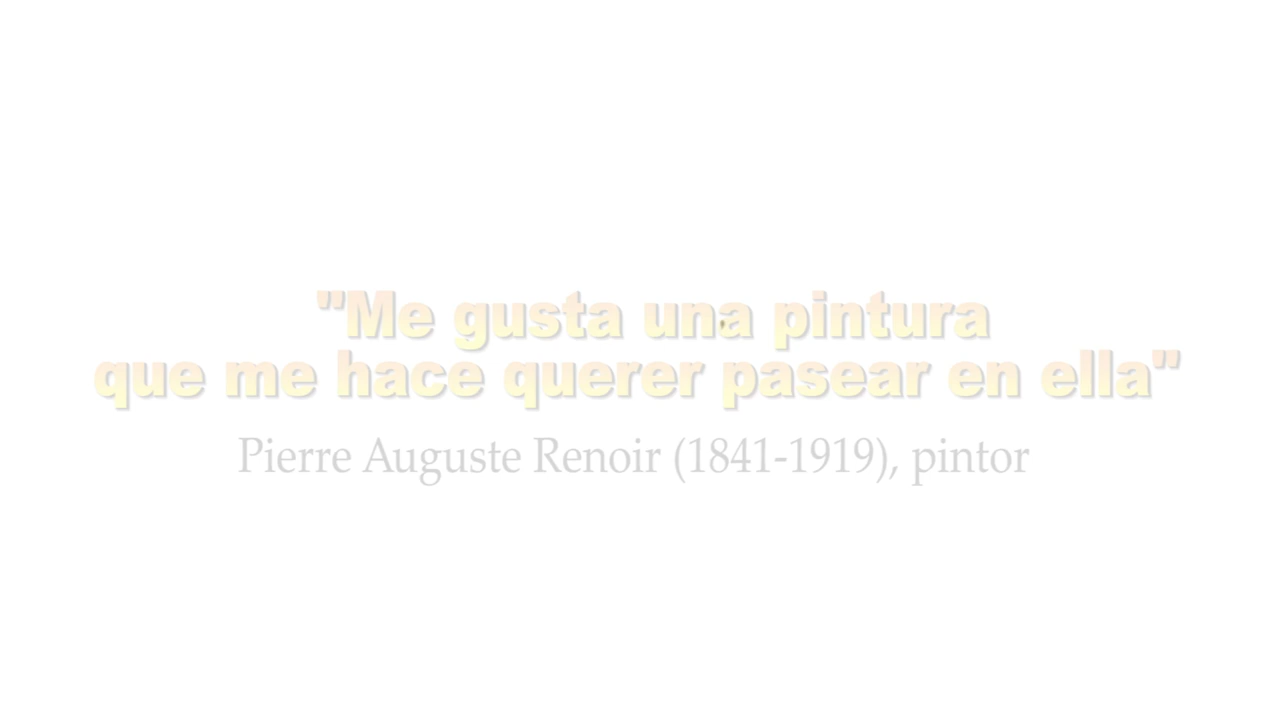 "Me gusta una pintura
que me hace querer pasear en ella"
Pierre Auguste Renoir (1841-1919), pintor